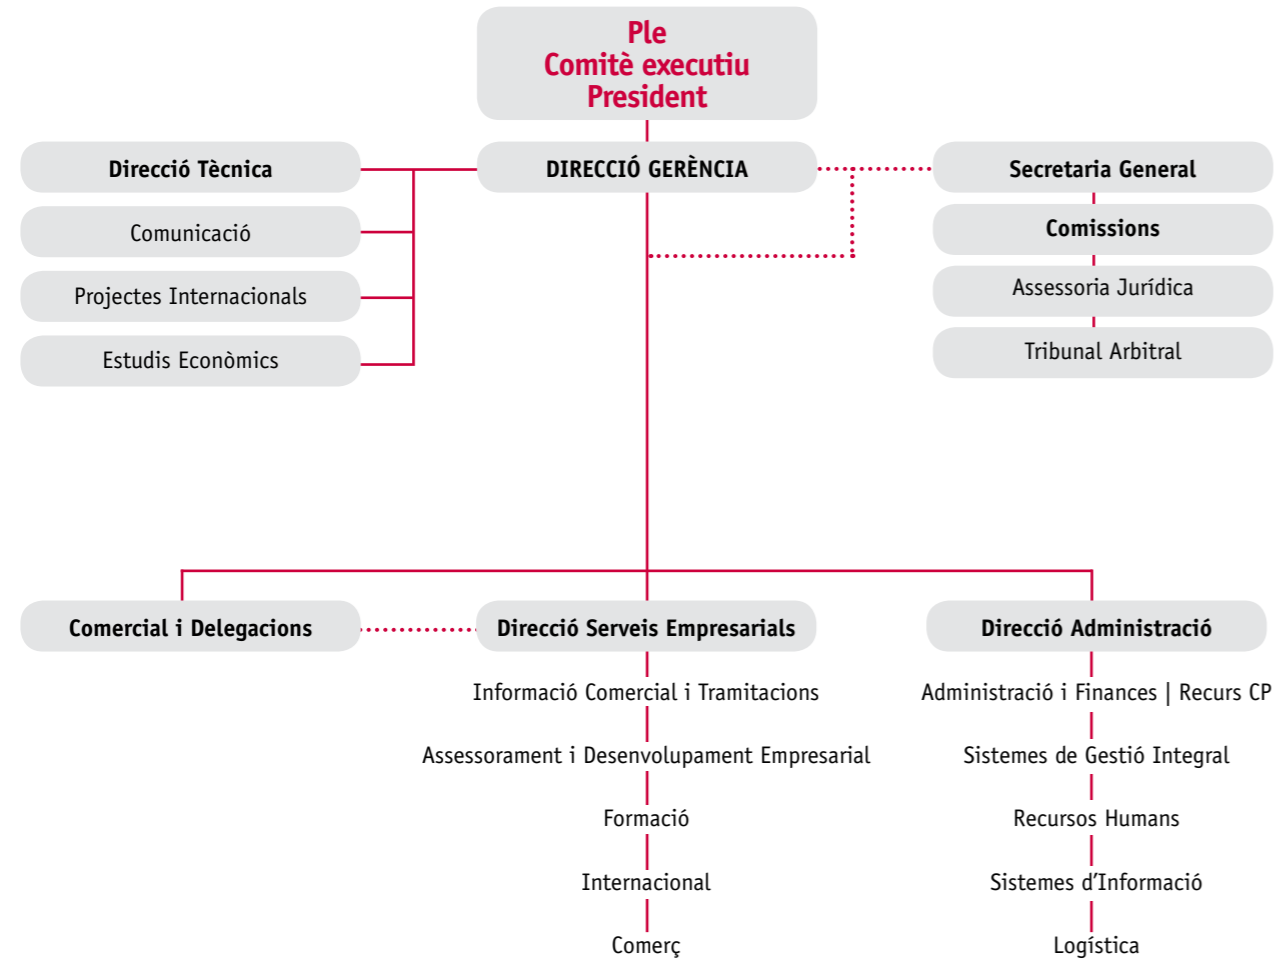 Ple
Comitè executiu
President
Direcció Tècnica
DIRECCIÓ GERÈNCIA
Secretaria General
Comunicació
Comissions
Projectes Internacionals
Assessoria Jurídica
Estudis Econòmics
Tribunal Arbitral
Comercial i Delegacions
Direcció Serveis Empresarials
Direcció Administració
Informació Comercial i Tramitacions
Administració i Finances | Recurs CP
Assessorament i Desenvolupament Empresarial
Sistemes de Gestió Integral
Formació
Recursos Humans
Internacional
Sistemes d’Informació
Comerç
Logística